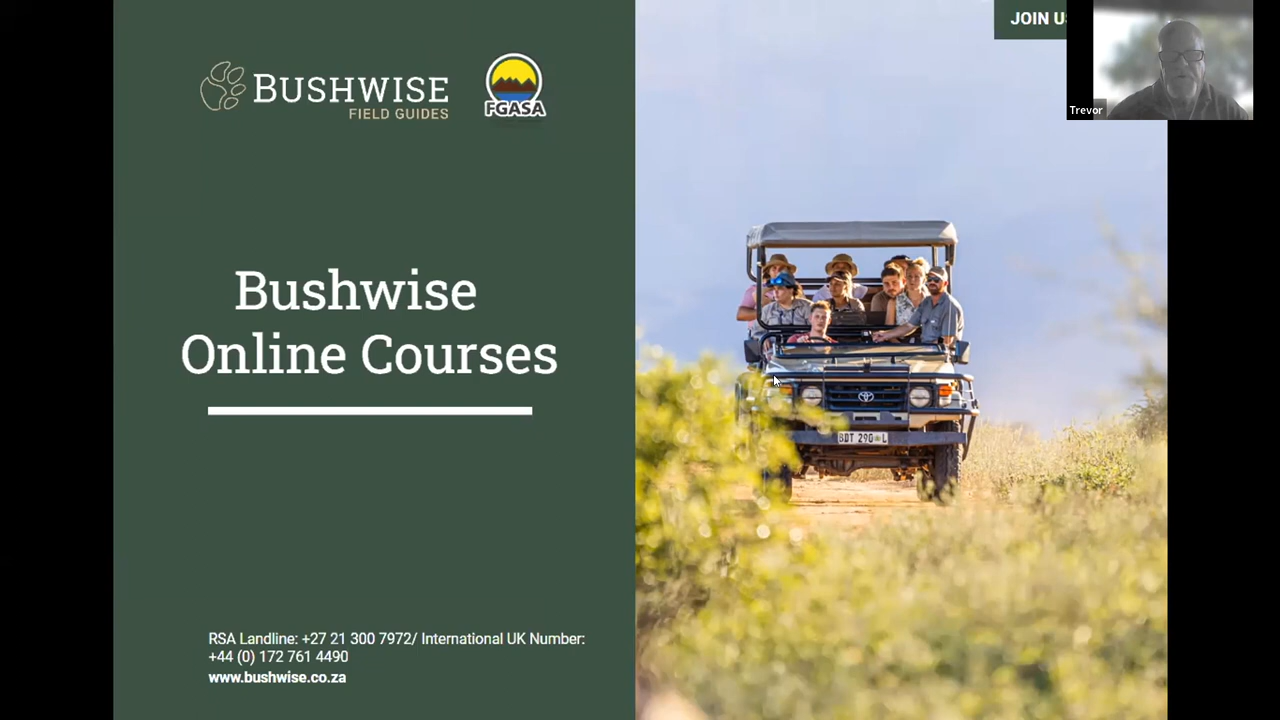 JOIN U
Trevor
BUSHWISE
FIELD GUIDES
FGASA
Bushwise
Online Courses
BDT 290 L
RSA Landline: +27 21 300 7972/ International UK Number:
+44 (0) 172 761 4490
www.bushwise.co.za